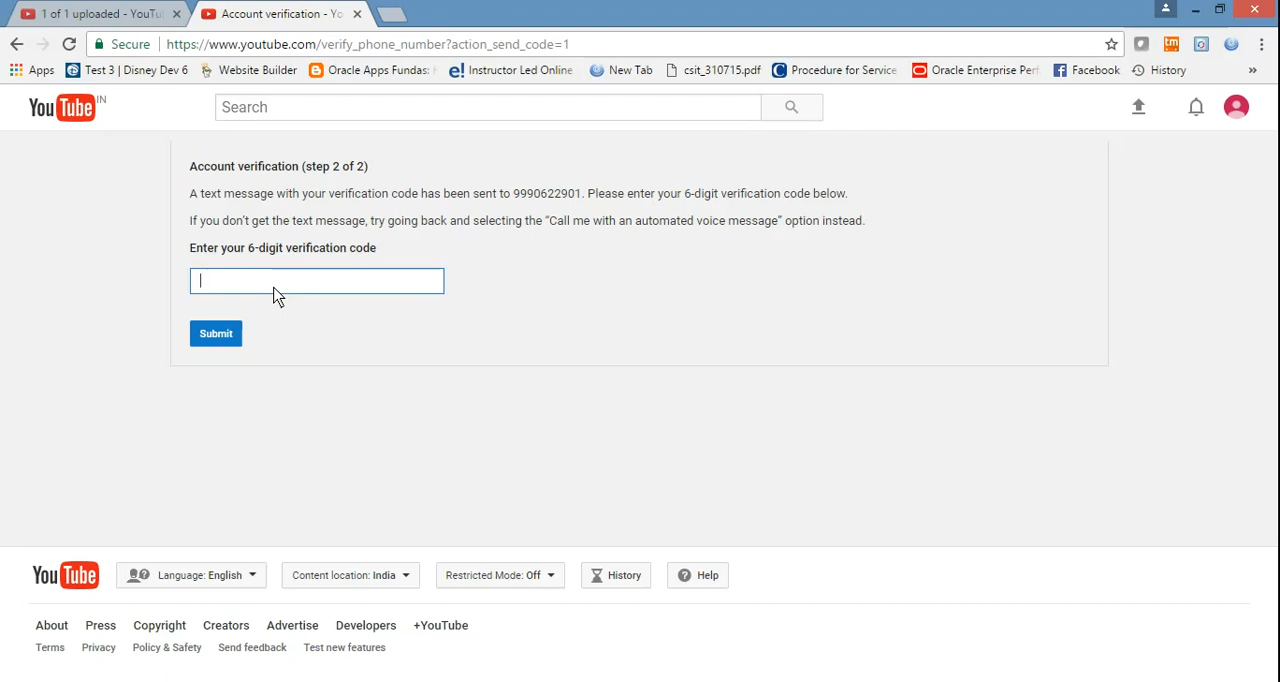 1 of 1 uploaded - YouTu
Account verification - Yo
Secure https://www.youtube.com/verify_phone_number?action_send_code=1
Apps Test 3 | Disney Dev 6 Website Builder Oracle Apps Fundas: Instructor Led Online New Tab csit_310715.pdf Procedure for Service Oracle Enterprise Perf Facebook History »
YouTube IN Search
Account verification (step 2 of 2)
A text message with your verification code has been sent to 9990622901. Please enter your 6-digit verification code below.
If you don't get the text message, try going back and selecting the "Call me with an automated voice message" option instead.
Enter your 6-digit verification code
Submit
YouTube Language: English Content location: India Restricted Mode: Off History Help
About Press Copyright Creators Advertise Developers +YouTube
Terms Privacy Policy & Safety Send feedback Test new features